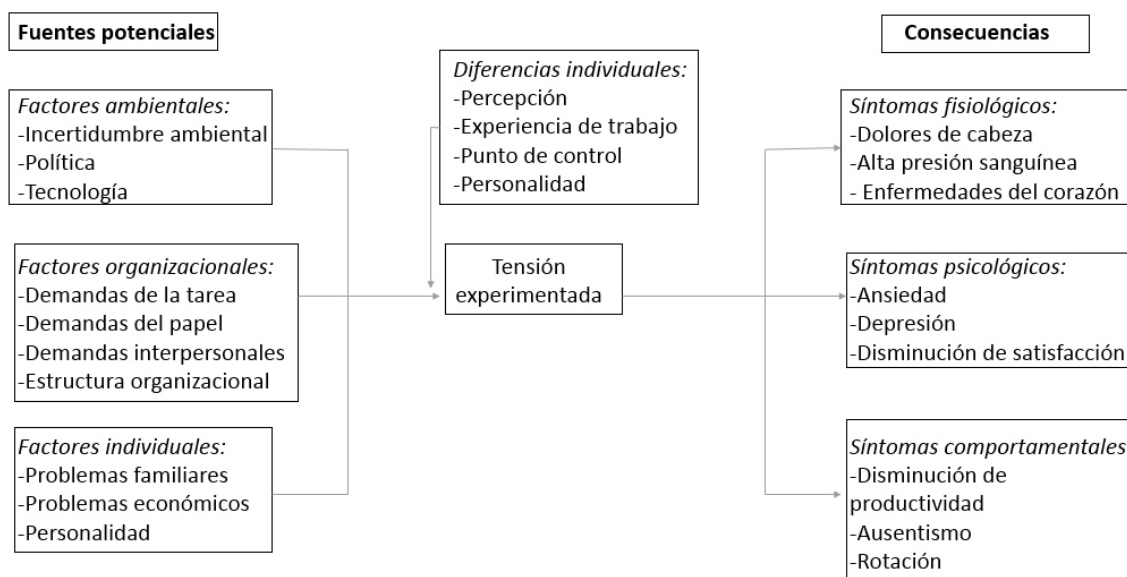 Fuentes potenciales
Factores ambientales:
-Incertidumbre ambiental
-Política
-Tecnología
Factores organizacionales:
-Demandas de la tarea
-Demandas del papel
-Demandas interpersonales
-Estructura organizacional
Factores individuales:
-Problemas familiares
-Problemas económicos
-Personalidad
Diferencias individuales:
-Percepción
-Experiencia de trabajo
-Punto de control
-Personalidad
Tensión
experimentada
Consecuencias
Síntomas fisiológicos:
-Dolores de cabeza
-Alta presión sanguínea
- Enfermedades del corazón
Síntomas psicológicos:
-Ansiedad
-Depresión
-Disminución de satisfacción
Síntomas comportamentales:
-Disminución de
productividad
-Ausentismo
-Rotación